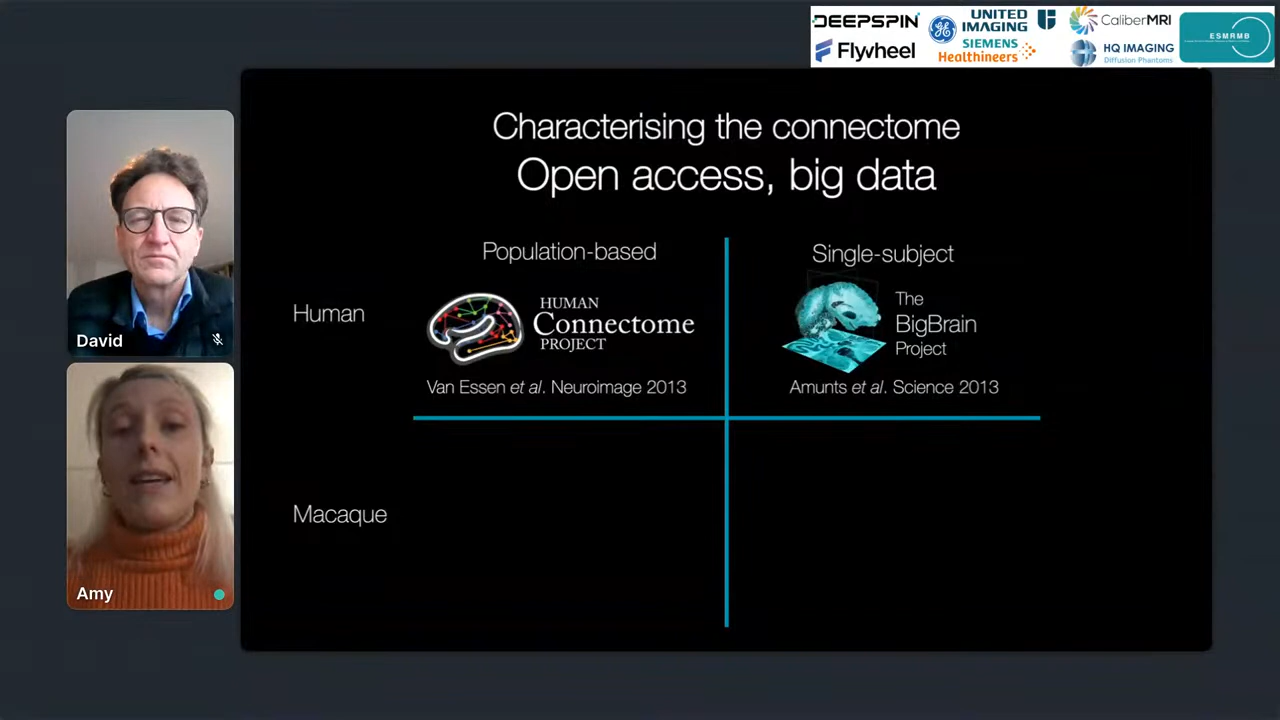 DEEPSPIN
Flywheel
UNITED
IMAGING
SIEMENS
Healthineers
CaliberMRI
HQ IMAGING
Diffusion Phantoms
ESMRMB
Characterising the connectome
Open access, big data
Population-based
Single-subject
Human
HUMAN
Connectome
PROJECT
Van Essen et al. Neuroimage 2013
The
BigBrain
Project
Amunts et al. Science 2013
Macaque
David
Amy